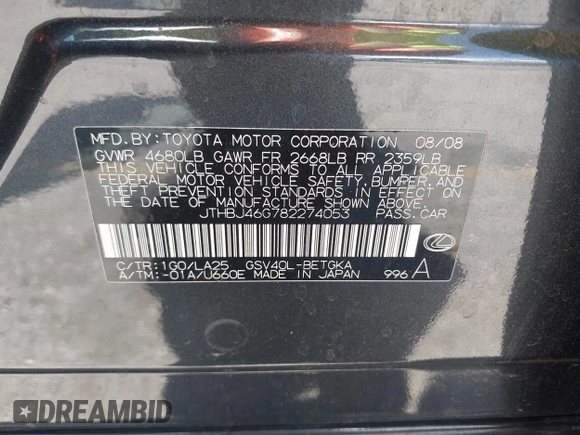 MFD.BY:TOYOTA MOTOR CORPORATION 08/08
GVWR 4680LB GAWR FR 2668LB RR 2359LB
THIS VEHICLE CONFORMS TO ALL APPLICABLE
FEDERAL MOTOR VEHICLE SAFETY,BUMPER,AND
THEFT PREVENTION STANDARDS IN EFFECT ON
THE DATE OF MANUFACTURE SHOWN ABOVE.
JTHBJ46G782274053 PASS.CAR
C/TR:1G0/LA25 GSV40L-BETGKA
A/TM:-01A/U660E MADE IN JAPAN 996 A
DREAMBID